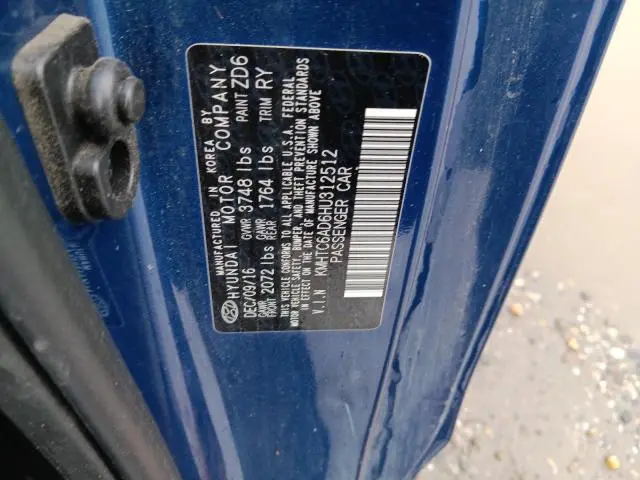 MANUFACTURED IN KOREA BY
HYUNDAI MOTOR COMPANY
DEC/09/16 GVWR 3748 lbs PAINT ZD6
GAWR FRONT 2072 lbs GAWR REAR 1764 lbs TRIM RY
THIS VEHICLE CONFORMS TO ALL APPLICABLE U.S.A. FEDERAL
MOTOR VEHICLE SAFETY, BUMPER, AND THEFT PREVENTION STANDARDS
IN EFFECT ON THE DATE OF MANUFACTURE SHOWN ABOVE
V.I.N KMHTC6AD6HU312512
PASSENGER CAR